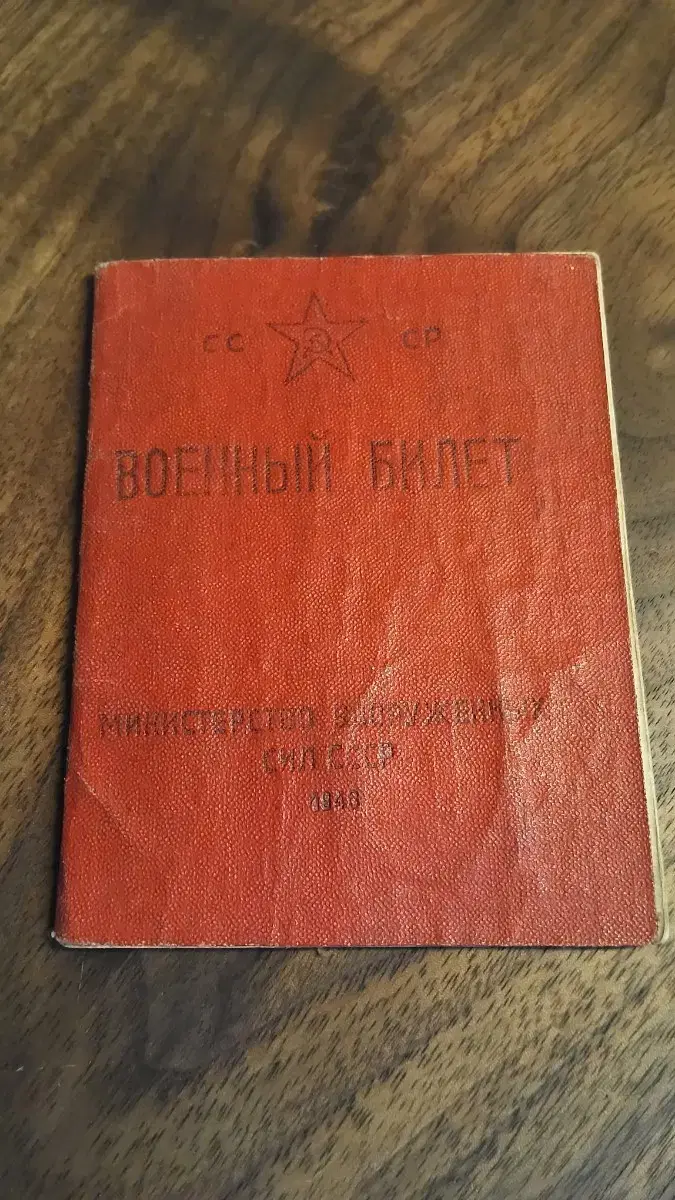 СС СР
ВОЕННЫЙ БИЛЕТ
МИНИСТЕРСТВО ВООРУЖЕННЫХ
СИЛ СССР